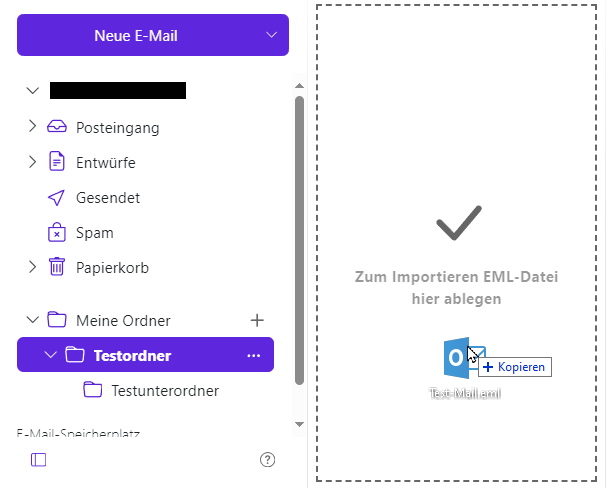 Neue E-Mail
Posteingang
Entwürfe
Gesendet
Spam
Papierkorb
Meine Ordner
Testordner
Testunterordner
E-Mail-Speicherplatz
Zum Importieren EML-Datei
hier ablegen
Kopieren
Test-Mail.eml